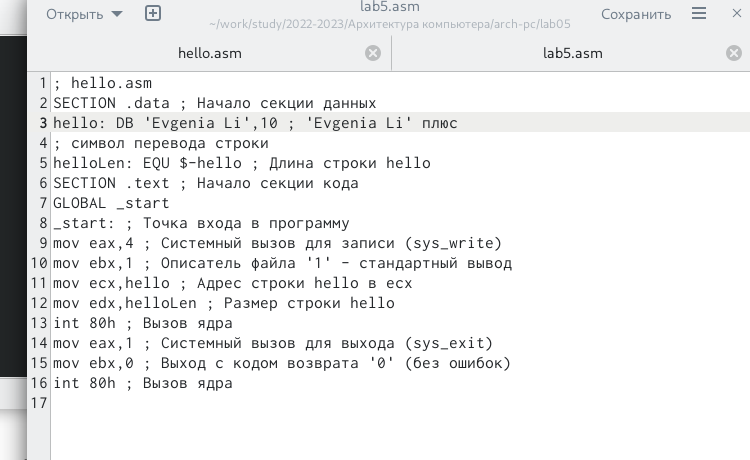 Открыть
lab5.asm
~/work/study/2022-2023/Архитектура компьютера/arch-pc/lab05
Сохранить
hello.asm
lab5.asm
1 ; hello.asm
2 SECTION .data ; Начало секции данных
3 hello: DB 'Evgenia Li',10 ; 'Evgenia Li' плюс
4 ; символ перевода строки
5 helloLen: EQU $-hello ; Длина строки hello
6 SECTION .text ; Начало секции кода
7 GLOBAL _start
8 _start: ; Точка входа в программу
9 mov eax,4 ; Системный вызов для записи (sys_write)
10 mov ebx,1 ; Описатель файла '1' - стандартный вывод
11 mov ecx,hello ; Адрес строки hello в ecx
12 mov edx,helloLen ; Размер строки hello
13 int 80h ; Вызов ядра
14 mov eax,1 ; Системный вызов для выхода (sys_exit)
15 mov ebx,0 ; Выход с кодом возврата '0' (без ошибок)
16 int 80h ; Вызов ядра
17